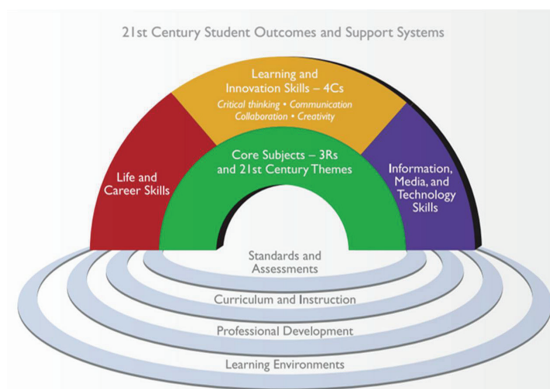 21st Century Student Outcomes and Support Systems
Learning and
Innovation Skills – 4Cs
Critical thinking • Communication
Collaboration • Creativity
Core Subjects – 3Rs
and 21st Century Themes
Life and
Career Skills
Information,
Media, and
Technology
Skills
Standards and
Assessments
Curriculum and Instruction
Professional Development
Learning Environments